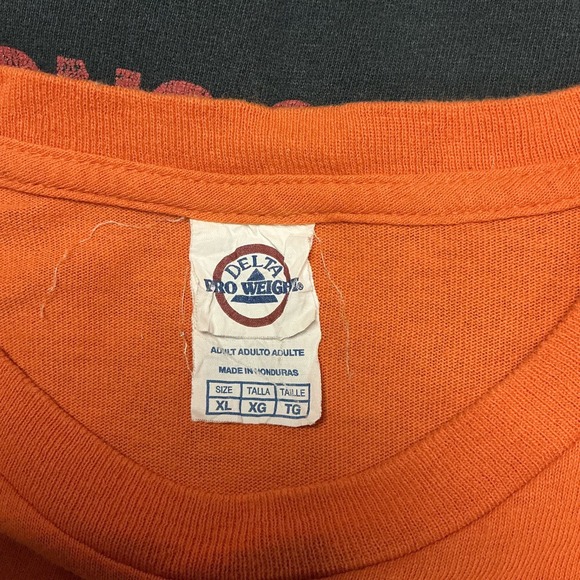 DELTA
PRO WEIGHT®
ADULT ADULTO ADULTE
MADE IN HONDURAS
SIZE TALLA TAILLE
XL XG TG